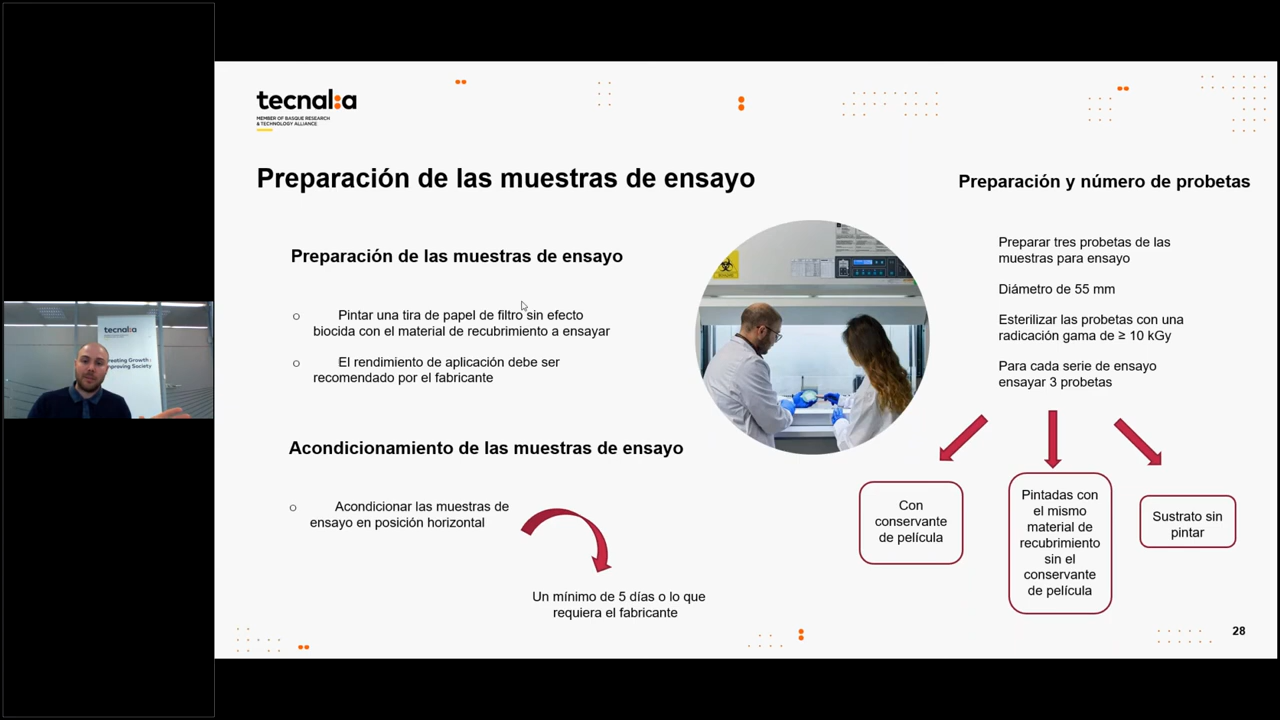 tecnal:a
MEMBER OF BASQUE RESEARCH
& TECHNOLOGY ALLIANCE
Preparación de las muestras de ensayo
Preparación de las muestras de ensayo
o Pintar una tira de papel de filtro sin efecto
biocida con el material de recubrimiento a ensayar
o El rendimiento de aplicación debe ser
recomendado por el fabricante
Acondicionamiento de las muestras de ensayo
o Acondicionar las muestras de
ensayo en posición horizontal
Un mínimo de 5 días o lo que
requiera el fabricante
Preparación y número de probetas
Preparar tres probetas de las
muestras para ensayo
Diámetro de 55 mm
Esterilizar las probetas con una
radicación gama de ≥ 10 kGy
Para cada serie de ensayo
ensayar 3 probetas
Con
conservante
de película
Pintadas con
el mismo
material de
recubrimiento
sin el
conservante
de película
Sustrato sin
pintar
28
tecnal:a
Growth
Society